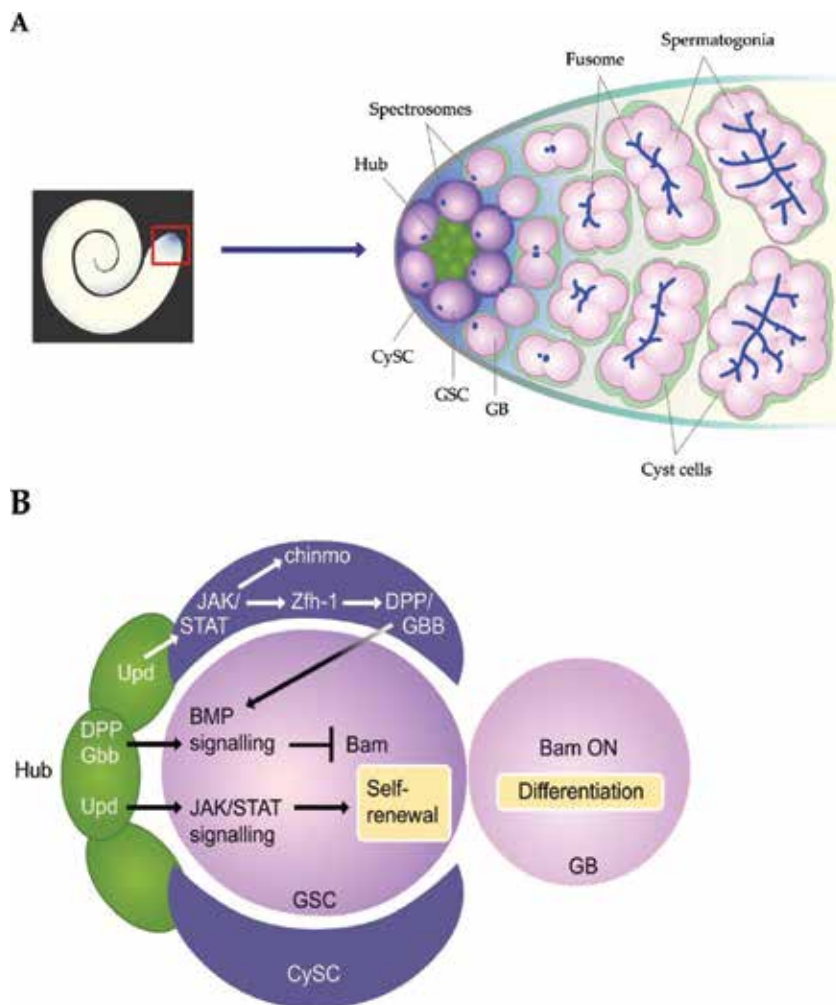 A
Spermatogonia
Fusome
Spectrosomes
Hub
CySC
GSC
GB
Cyst cells
B
chinmo
JAK/
STAT
Zfh-1
DPP/
GBB
Upd
BMP
signalling
Bam
DPP
Gbb
Hub
Upd
JAK/STAT
signalling
Self-
renewal
GSC
CySC
Bam ON
Differentiation
GB